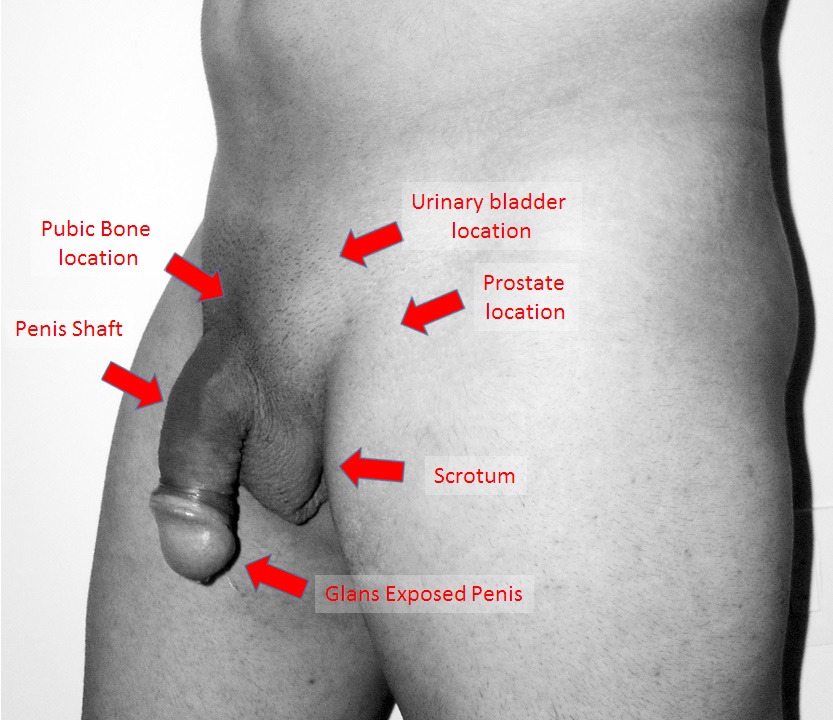 Urinary bladder
location
Pubic Bone
location
Prostate
location
Penis Shaft
Scrotum
Glans Exposed Penis